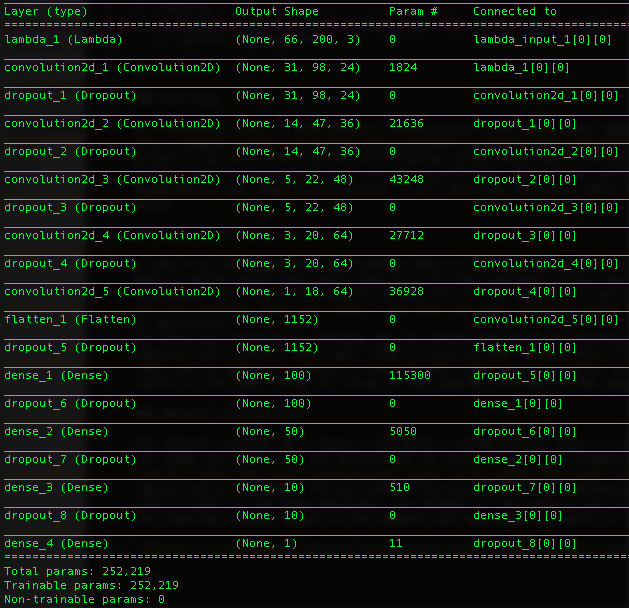 Layer (type) Output Shape Param # Connected to
====================================================================================================
lambda_1 (Lambda) (None, 66, 200, 3) 0 lambda_input_1[0][0]
convolution2d_1 (Convolution2D) (None, 31, 98, 24) 1824 lambda_1[0][0]
dropout_1 (Dropout) (None, 31, 98, 24) 0 convolution2d_1[0][0]
convolution2d_2 (Convolution2D) (None, 14, 47, 36) 21636 dropout_1[0][0]
dropout_2 (Dropout) (None, 14, 47, 36) 0 convolution2d_2[0][0]
convolution2d_3 (Convolution2D) (None, 5, 22, 48) 43248 dropout_2[0][0]
dropout_3 (Dropout) (None, 5, 22, 48) 0 convolution2d_3[0][0]
convolution2d_4 (Convolution2D) (None, 3, 20, 64) 27712 dropout_3[0][0]
dropout_4 (Dropout) (None, 3, 20, 64) 0 convolution2d_4[0][0]
convolution2d_5 (Convolution2D) (None, 1, 18, 64) 36928 dropout_4[0][0]
flatten_1 (Flatten) (None, 1152) 0 convolution2d_5[0][0]
dropout_5 (Dropout) (None, 1152) 0 flatten_1[0][0]
dense_1 (Dense) (None, 100) 115300 dropout_5[0][0]
dropout_6 (Dropout) (None, 100) 0 dense_1[0][0]
dense_2 (Dense) (None, 50) 5050 dropout_6[0][0]
dropout_7 (Dropout) (None, 50) 0 dense_2[0][0]
dense_3 (Dense) (None, 10) 510 dropout_7[0][0]
dropout_8 (Dropout) (None, 10) 0 dense_3[0][0]
dense_4 (Dense) (None, 1) 11 dropout_8[0][0]
====================================================================================================
Total params: 252,219
Trainable params: 252,219
Non-trainable params: 0